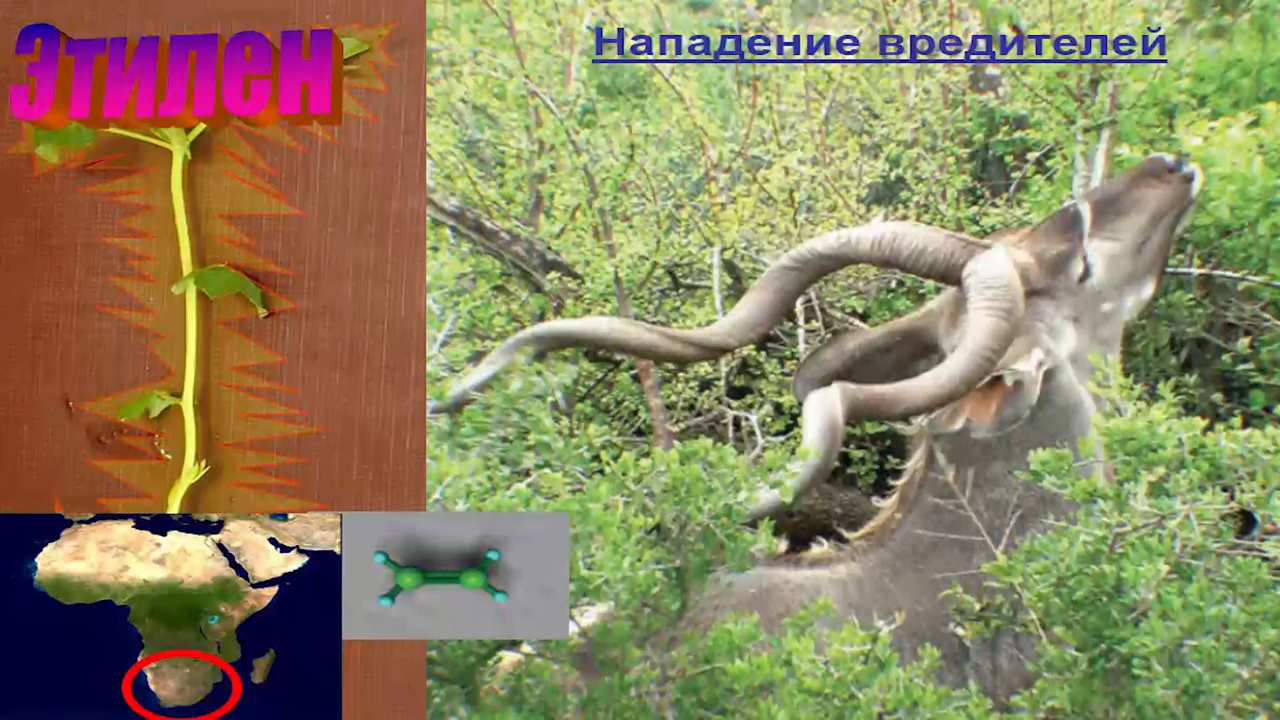 Этилен
Нападение вредителей